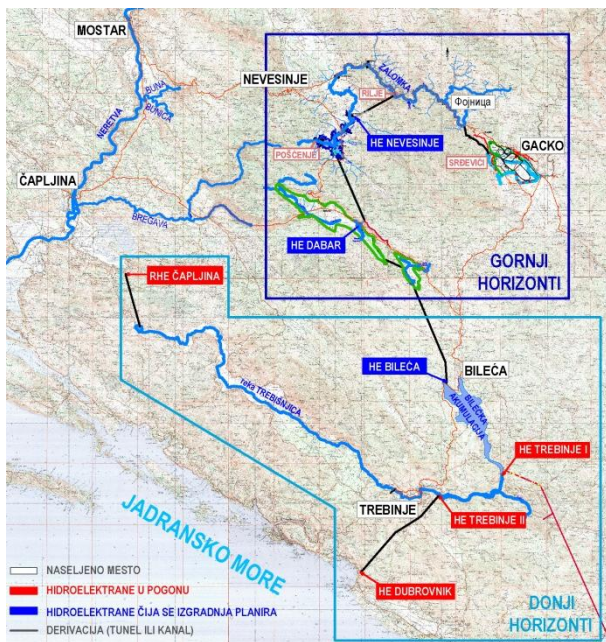 MOSTAR
NEVESINJE
ZALOMKA
BUNA
BUNICA
NERETVA
RILJE
Фојница
HE NEVESINJE
GACKO
POŠĆENJE
SRĐEVIĆI
ČAPLJINA
BREGAVA
HE DABAR
GORNJI
HORIZONTI
RHE ČAPLJINA
BILEĆA
HE BILEĆA
BILEĆKA
AKUMULACIJA
reka TREBIŠNJICA
HE TREBINJE I
JADRANSKO MORE
TREBINJE
HE TREBINJE II
HE DUBROVNIK
DONJI
HORIZONTI
NASELJENO MESTO
HIDROELEKTRANE U POGONU
HIDROELEKTRANE ČIJA SE IZGRADNJA PLANIRA
DERIVACIJA (TUNEL ILI KANAL)